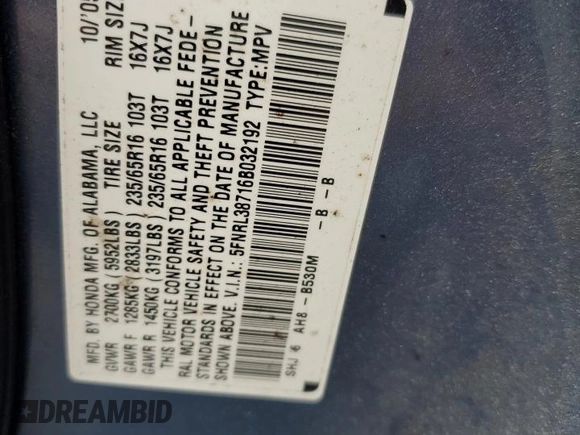 MFD. BY HONDA MFG. OF ALABAMA, LLC 10/'05
GVWR 2700KG ( 5952LBS ) TIRE SIZE RIM SIZ
GAWR F 1285KG ( 2833LBS ) 235/65R16 103T 16X7J
GAWR R 1450KG ( 3197LBS ) 235/65R16 103T 16X7J
THIS VEHICLE CONFORMS TO ALL APPLICABLE FEDE-
RAL MOTOR VEHICLE SAFETY AND THEFT PREVENTION
STANDARDS IN EFFECT ON THE DATE OF MANUFACTURE
SHOWN ABOVE. V.I.N.: 5FNRL38716B032192 TYPE:MPV
SHJ 6 AH8 - B530M - B - B
DREAMBID